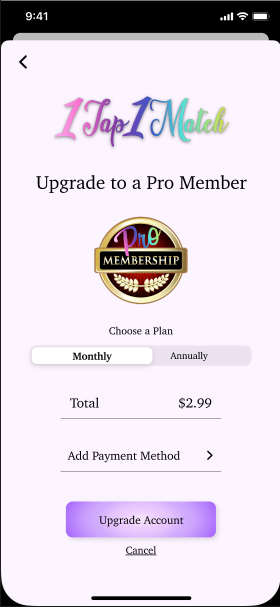 9:41
1Tap1Match
Upgrade to a Pro Member
Pro
MEMBERSHIP
Choose a Plan
Monthly Annually
Total $2.99
Add Payment Method
Upgrade Account
Cancel